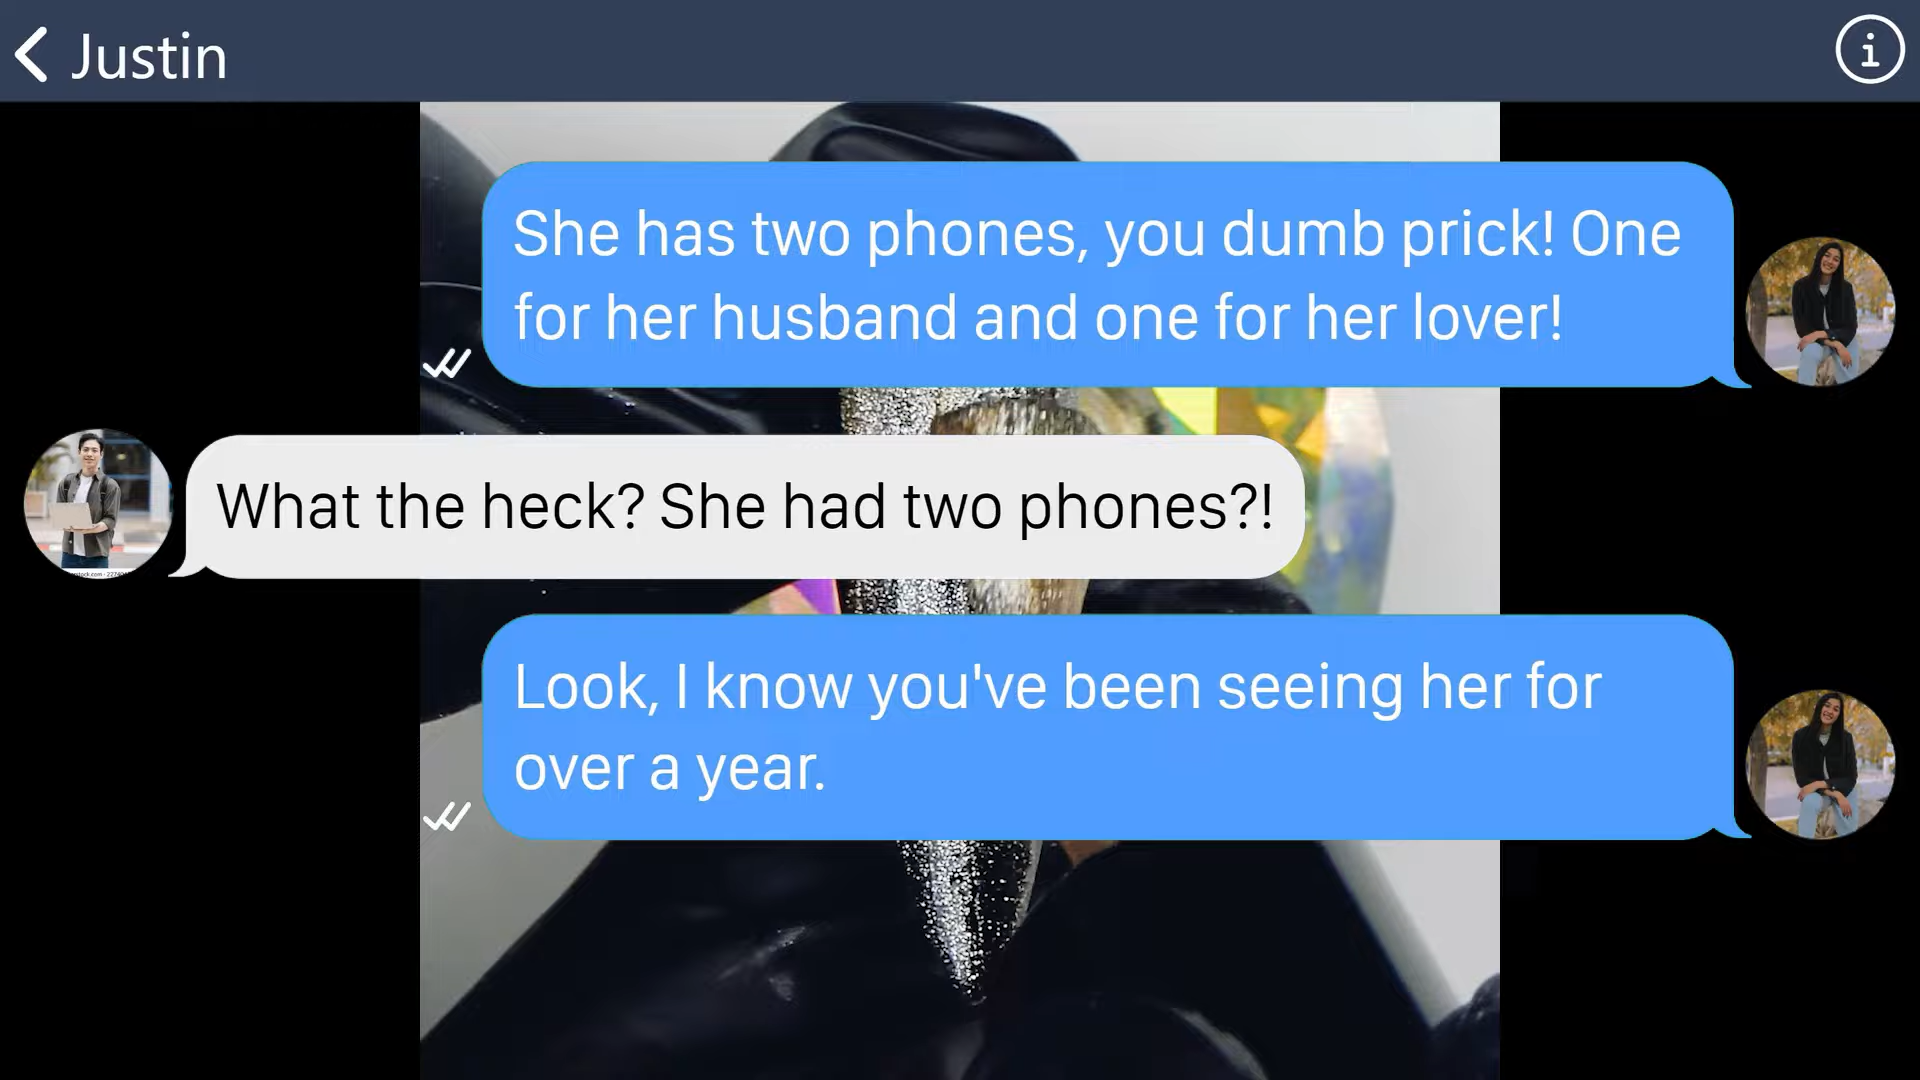 Justin
She has two phones, you dumb prick! One
for her husband and one for her lover!
What the heck? She had two phones?!
Look, I know you've been seeing her for
over a year.